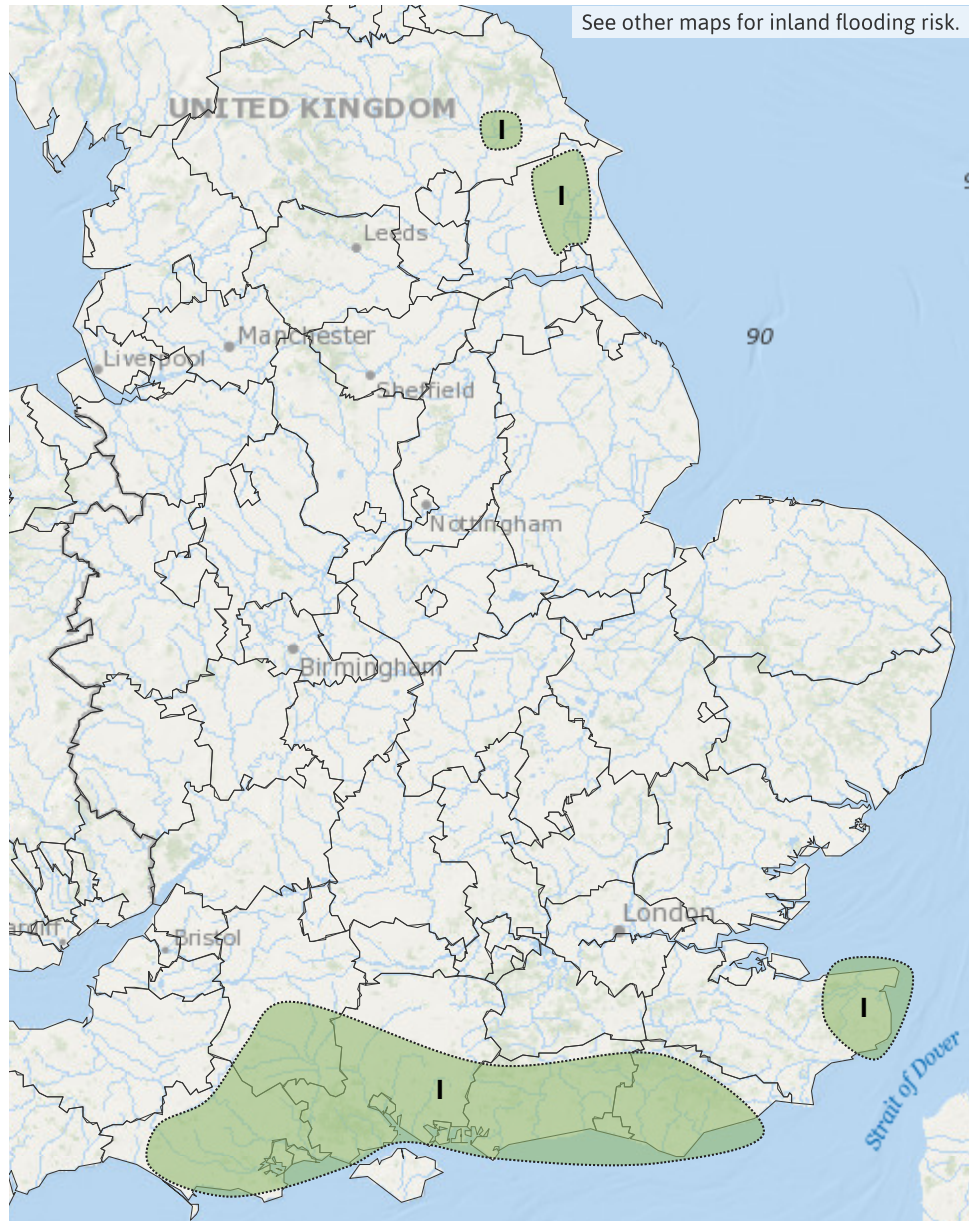 See other maps for inland flooding risk.
UNITED KINGDOM
I
I
Leeds
Manchester
90
Liverpool
Sheffield
Nottingham
Birmingham
London
ardiff
Bristol
I
I
Strait of Dover